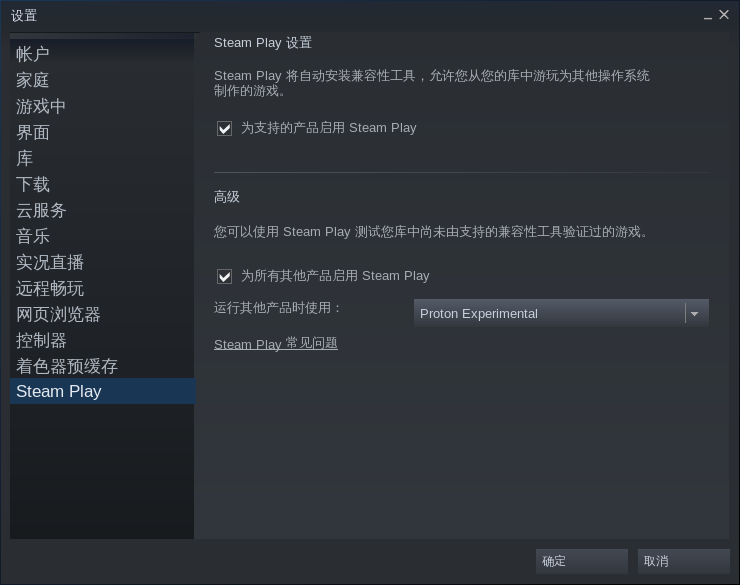 设置
帐户
家庭
游戏中
界面
库
下载
云服务
音乐
实况直播
远程畅玩
网页浏览器
控制器
着色器预缓存
Steam Play
Steam Play 设置
Steam Play 将自动安装兼容性工具，允许您从您的库中游玩为其他操作系统
制作的游戏。
为支持的产品启用 Steam Play
高级
您可以使用 Steam Play 测试您库中尚未由支持的兼容性工具验证过的游戏。
为所有其他产品启用 Steam Play
运行其他产品时使用：
Proton Experimental
Steam Play 常见问题
确定
取消